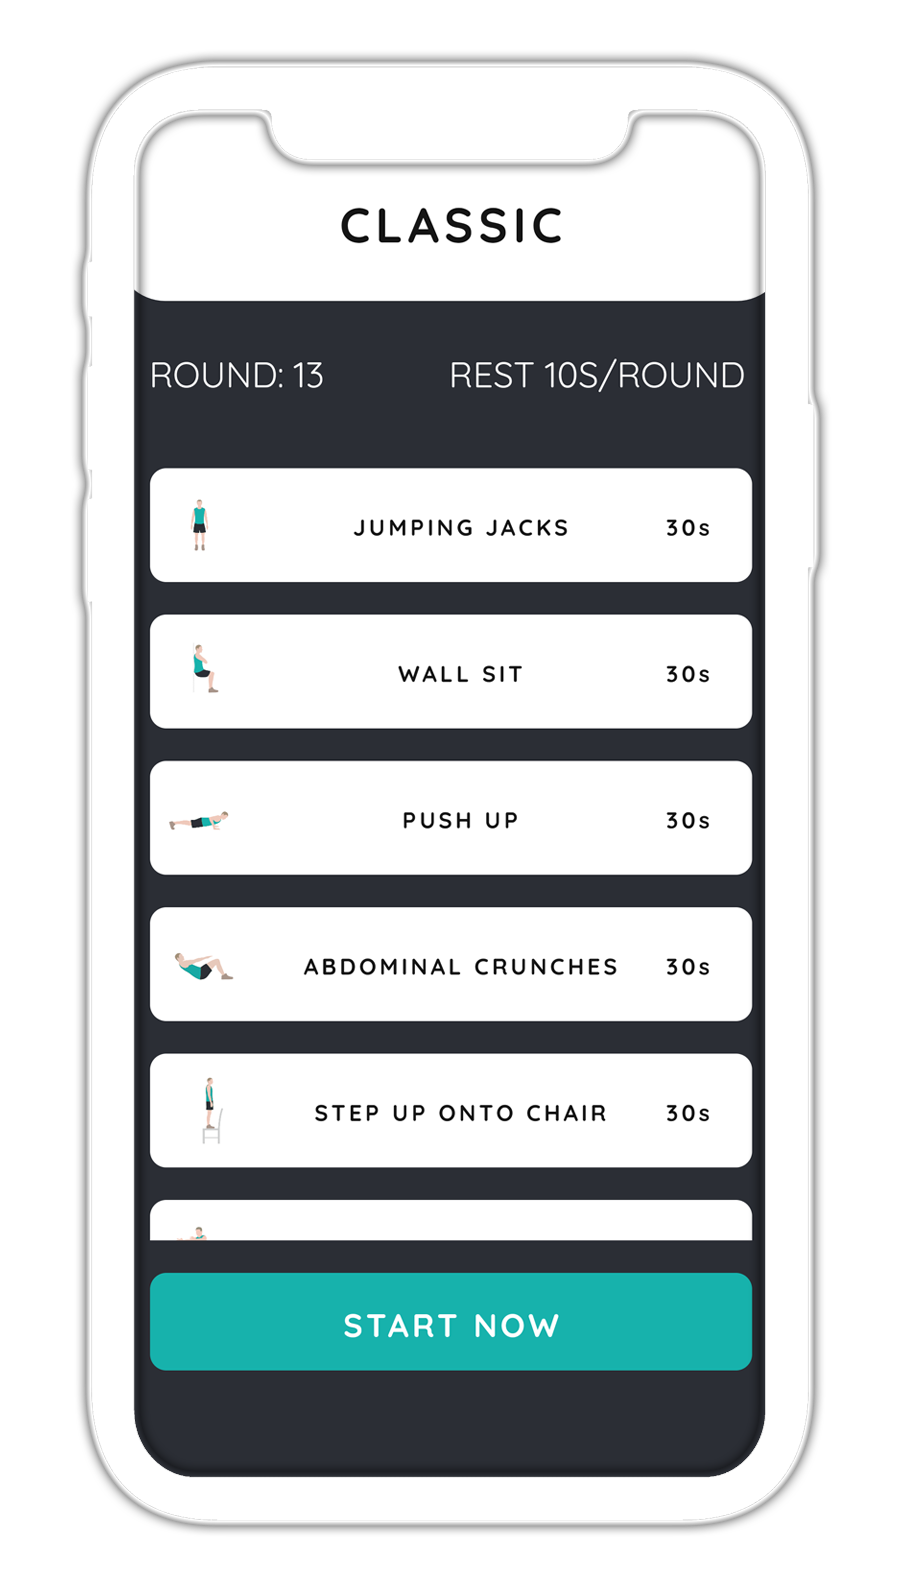 CLASSIC
ROUND: 13 REST 10S/ROUND
JUMPING JACKS 30s
WALL SIT 30s
PUSH UP 30s
ABDOMINAL CRUNCHES 30s
STEP UP ONTO CHAIR 30s
START NOW